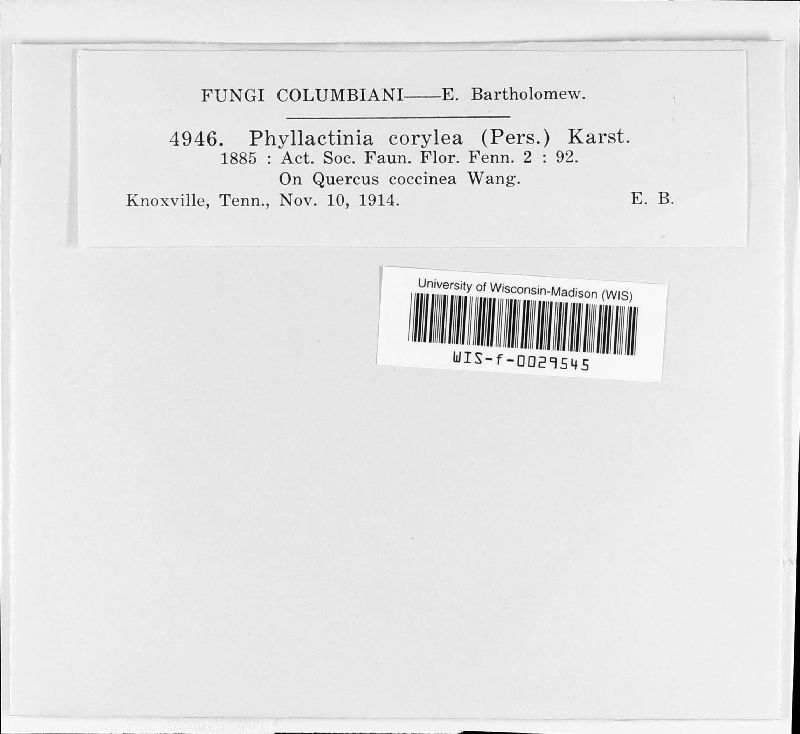 FUNGI COLUMBIANI——E. Bartholomew.
4946. Phyllactinia corylea (Pers.) Karst.
1885 : Act. Soc. Faun. Flor. Fenn. 2 : 92.
On Quercus coccinea Wang.
Knoxville, Tenn., Nov. 10, 1914. E. B.
University of Wisconsin-Madison (WIS)
WIS-f-0029545